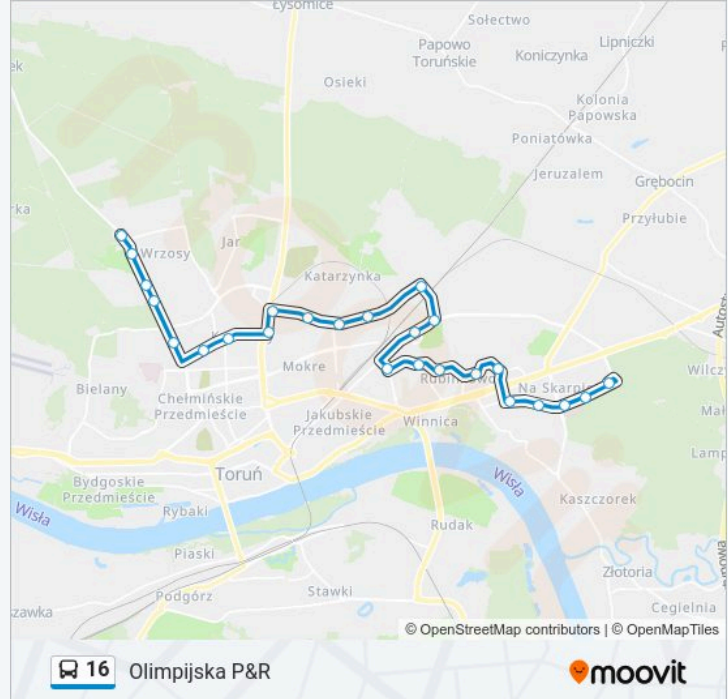 Łysomice
Sołectwo
Papowo
Toruńskie
Lipniczki
Koniczynka
Osieki
Kolonia
Papowska
Poniatówka
Jeruzalem
Grębocin
Przyłubie
Wrzosy
Jar
Katarzynka
Mokre
Bielany
Chełmińskie
Przedmieście
Jakubskie
Przedmieście
Na Skarpie
Winnica
Toruń
Bydgoskie
Przedmieście
Rybaki
Wisła
Wisła
Kaszczorek
Rudak
Piaski
Złotoria
Podgórz
Stawki
Cegielnia
© OpenStreetMap contributors | © OpenMapTiles
16 Olimpijska P&R
moovit